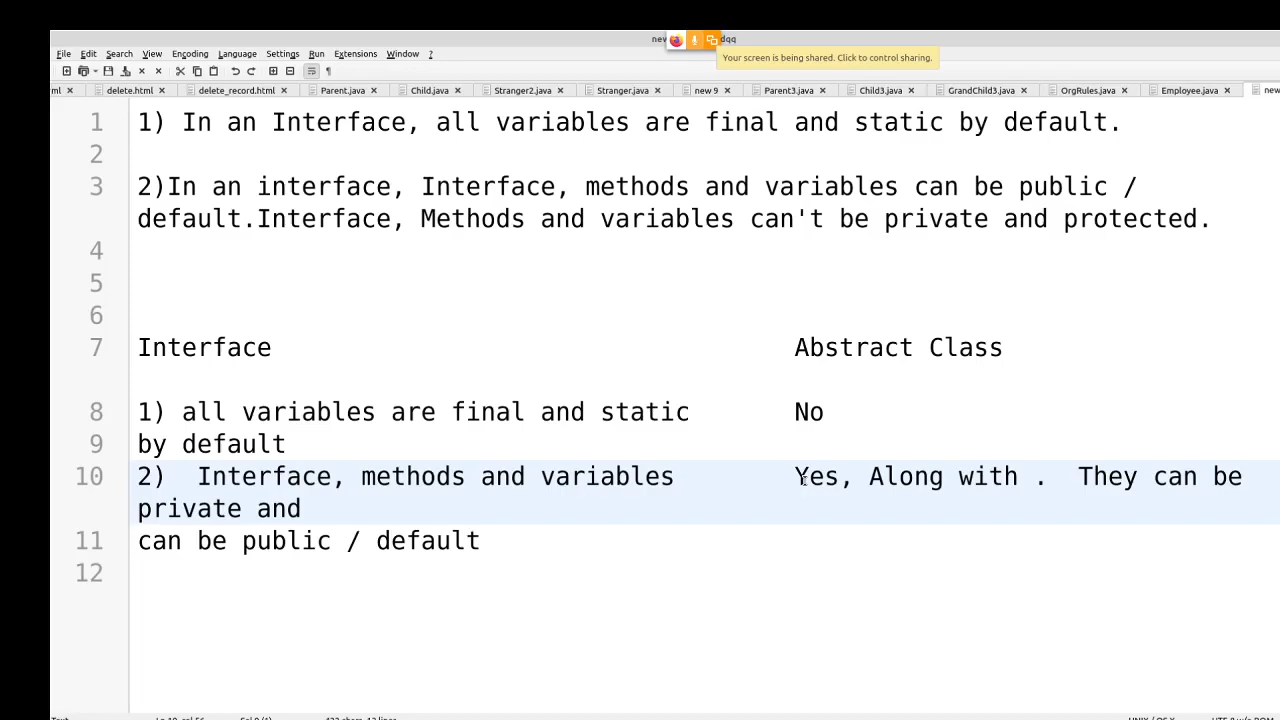 new dqq
Your screen is being shared. Click to control sharing.
File Edit Search View Encoding Language Settings Run Extensions Window ?
ml delete.html delete_record.html Parent.java Child.java Stranger2.java Stranger.java new 9 Parent3.java Child3.java GrandChild3.java OrgRules.java Employee.java new
1 1) In an Interface, all variables are final and static by default.
2
3 2)In an interface, Interface, methods and variables can be public /
default.Interface, Methods and variables can't be private and protected.
4
5
6
7 Interface Abstract Class
8 1) all variables are final and static No
9 by default
10 2) Interface, methods and variables Yes, Along with . They can be
private and
11 can be public / default
12